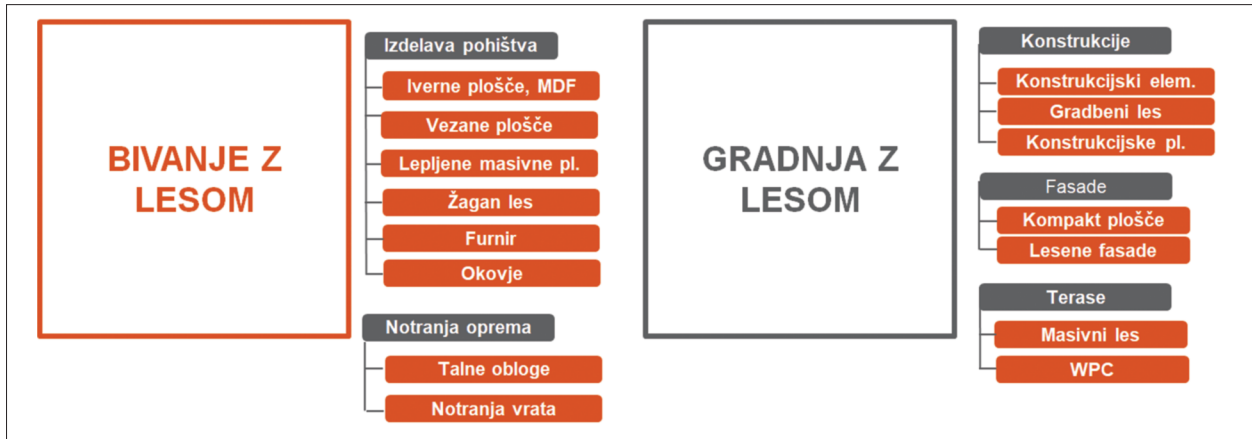 BIVANJE Z
LESOM
Izdelava pohištva
Iverne plošče, MDF
Vezane plošče
Lepljene masivne pl.
Žagan les
Furnir
Okovje
Notranja oprema
Talne obloge
Notranja vrata
GRADNJA Z
LESOM
Konstrukcije
Konstrukcijski elem.
Gradbeni les
Konstrukcijske pl.
Fasade
Kompakt plošče
Lesene fasade
Terase
Masivni les
WPC